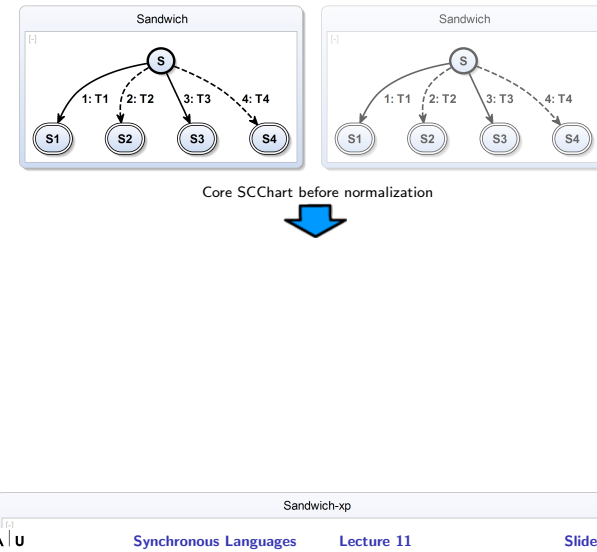 Sandwich
[-]
S
1: T1 2: T2 3: T3 4: T4
S1 S2 S3 S4
Sandwich
[-]
S
1: T1 2: T2 3: T3 4: T4
S1 S2 S3 S4
Core SCChart before normalization
Sandwich-xp
[-]
A U Synchronous Languages Lecture 11 Slide